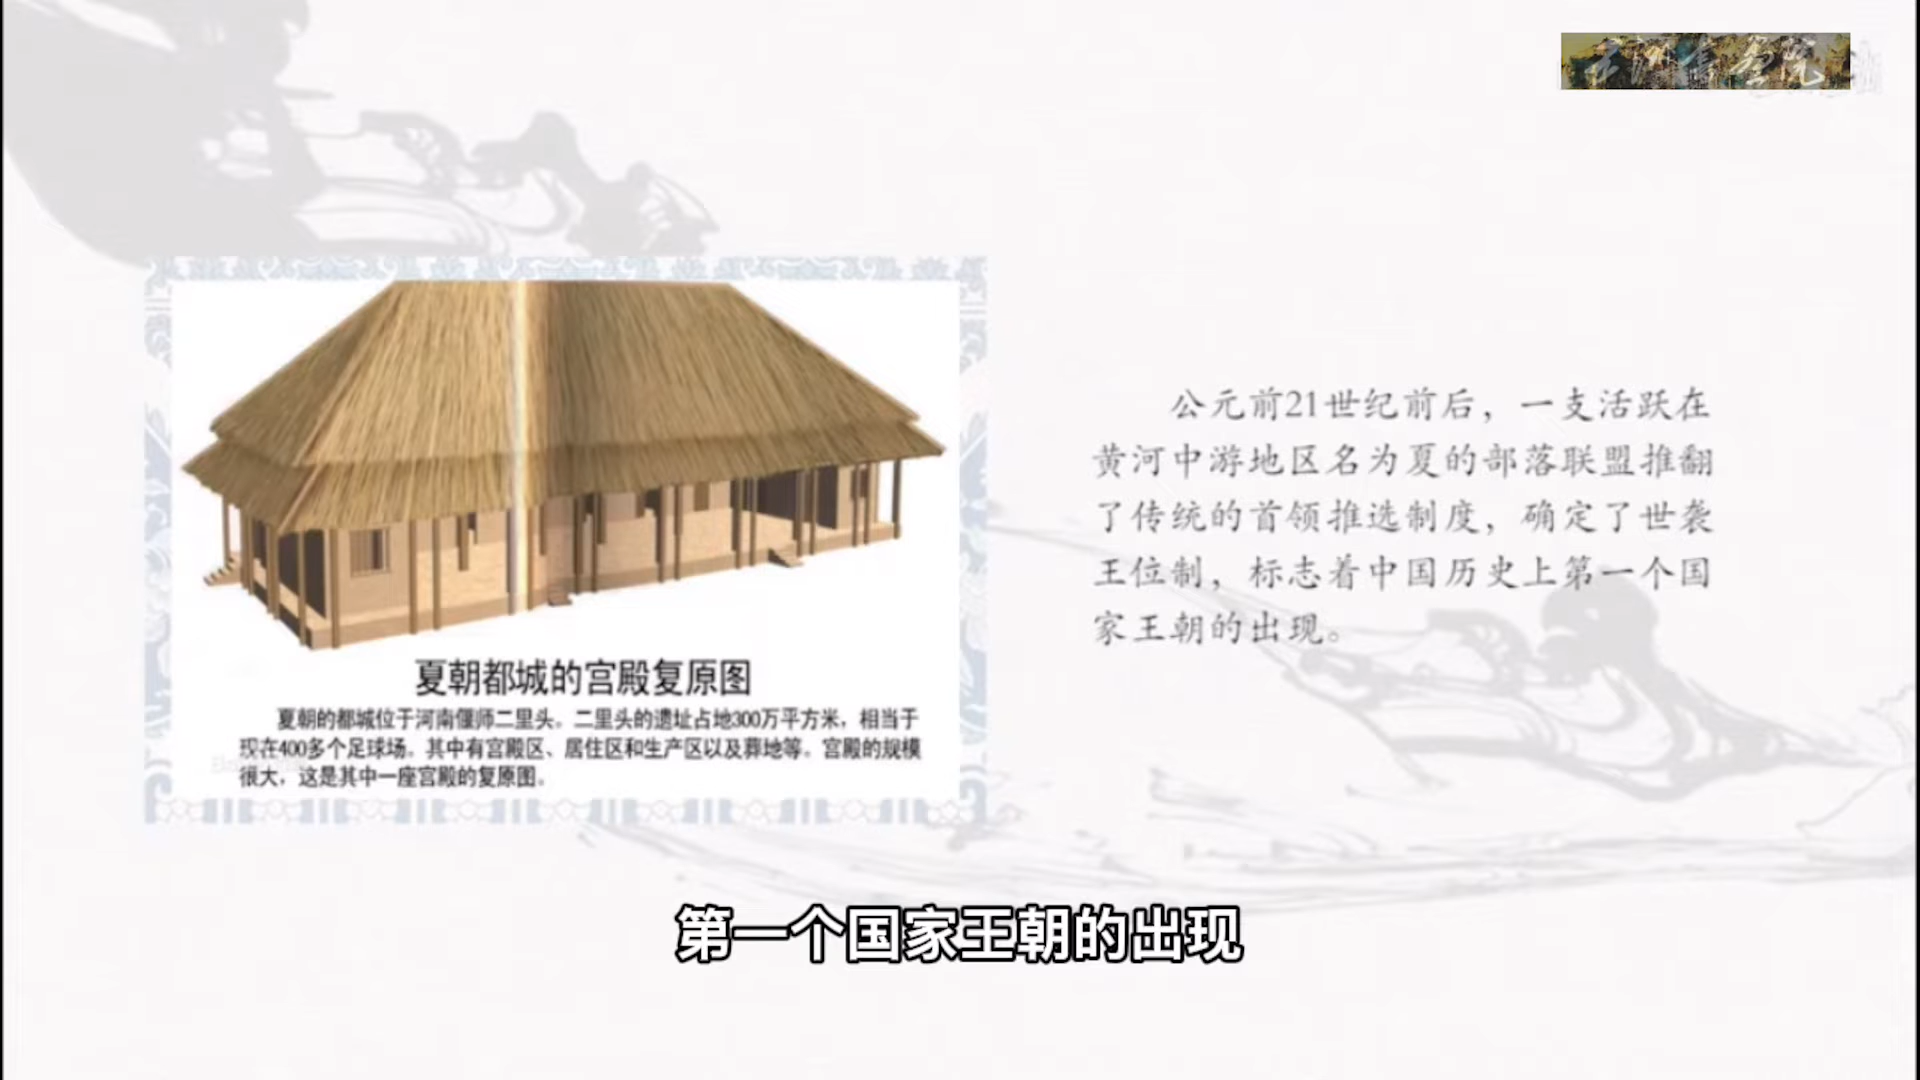 公元前21世纪前后，一支活跃在
黄河中游地区名为夏的部落联盟推翻
了传统的首领推选制度，确定了世袭
王位制，标志着中国历史上第一个国
家王朝的出现。
夏朝都城的宫殿复原图
夏朝的都城位于河南偃师二里头。二里头的遗址占地300万平方米，相当于
现在400多个足球场。其中有宫殿区、居住区和生产区以及葬地等。宫殿的规模
很大，这是其中一座宫殿的复原图。
第一个国家王朝的出现